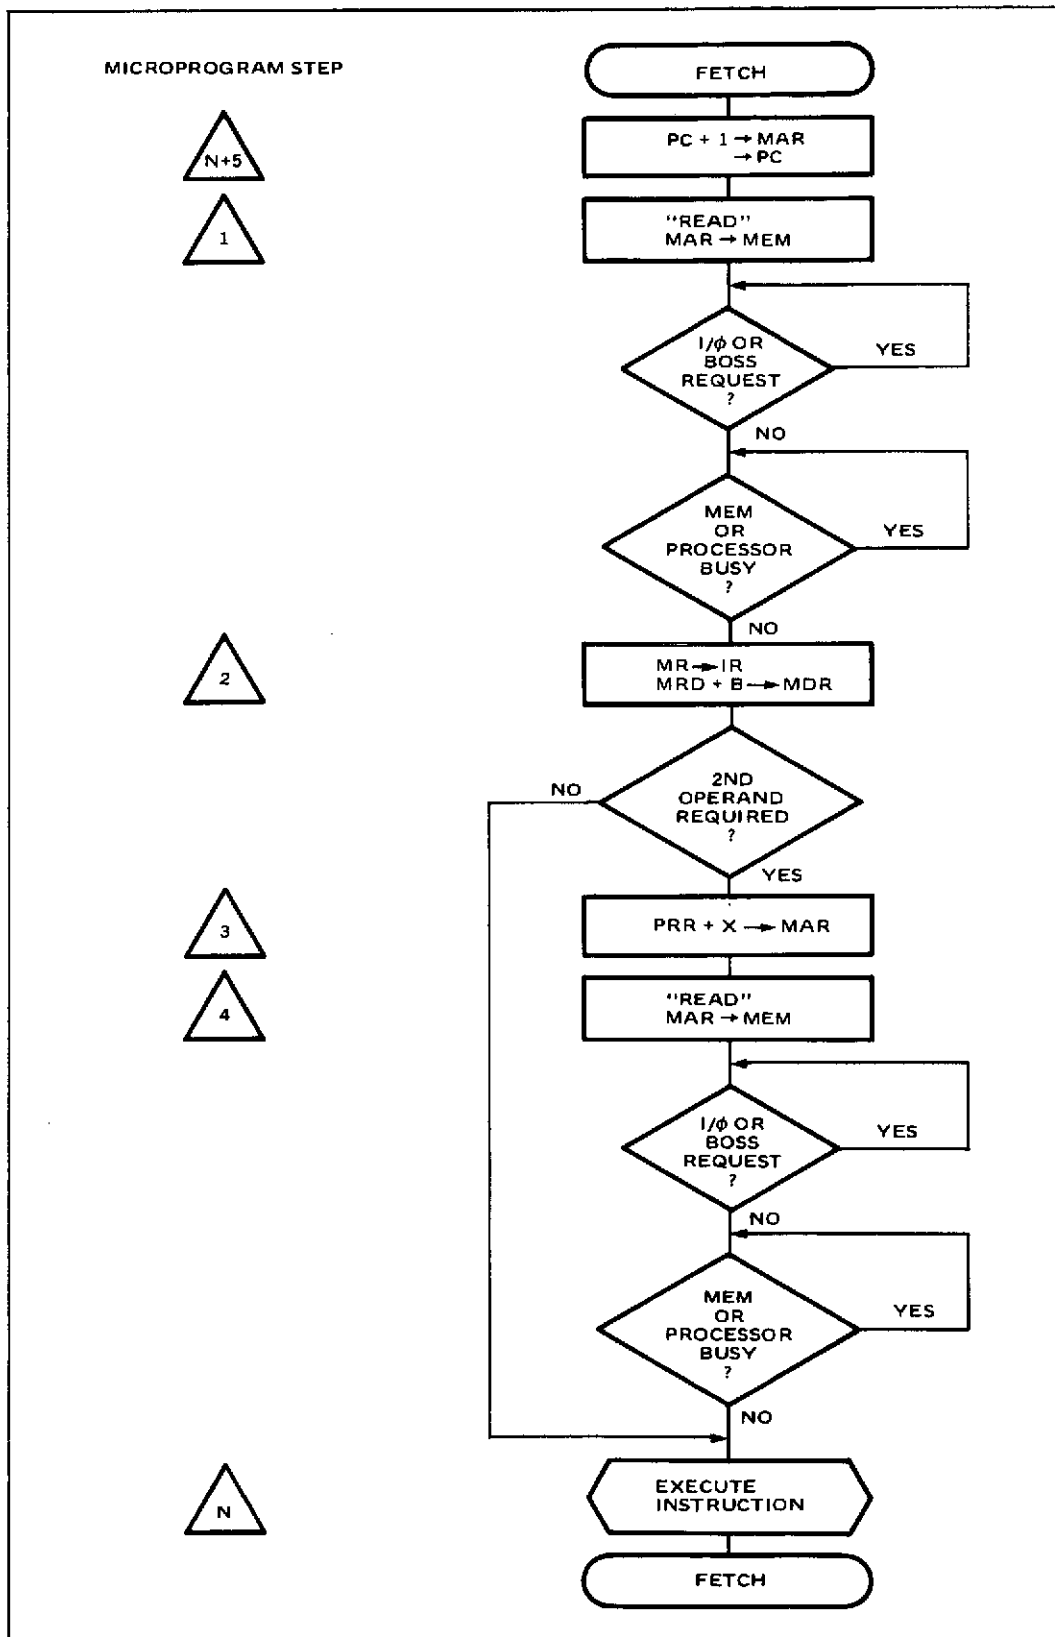 MICROPROGRAM STEP
FETCH
N+5
PC + 1 → MAR
→ PC
1
"READ"
MAR → MEM
I/ϕ OR
BOSS
REQUEST
?
YES
NO
MEM
OR
PROCESSOR
BUSY
?
YES
NO
2
MR → IR
MRD + B → MDR
2ND
OPERAND
REQUIRED
?
NO
YES
3
PRR + X → MAR
4
"READ"
MAR → MEM
I/ϕ OR
BOSS
REQUEST
?
YES
NO
MEM
OR
PROCESSOR
BUSY
?
YES
NO
N
EXECUTE
INSTRUCTION
FETCH